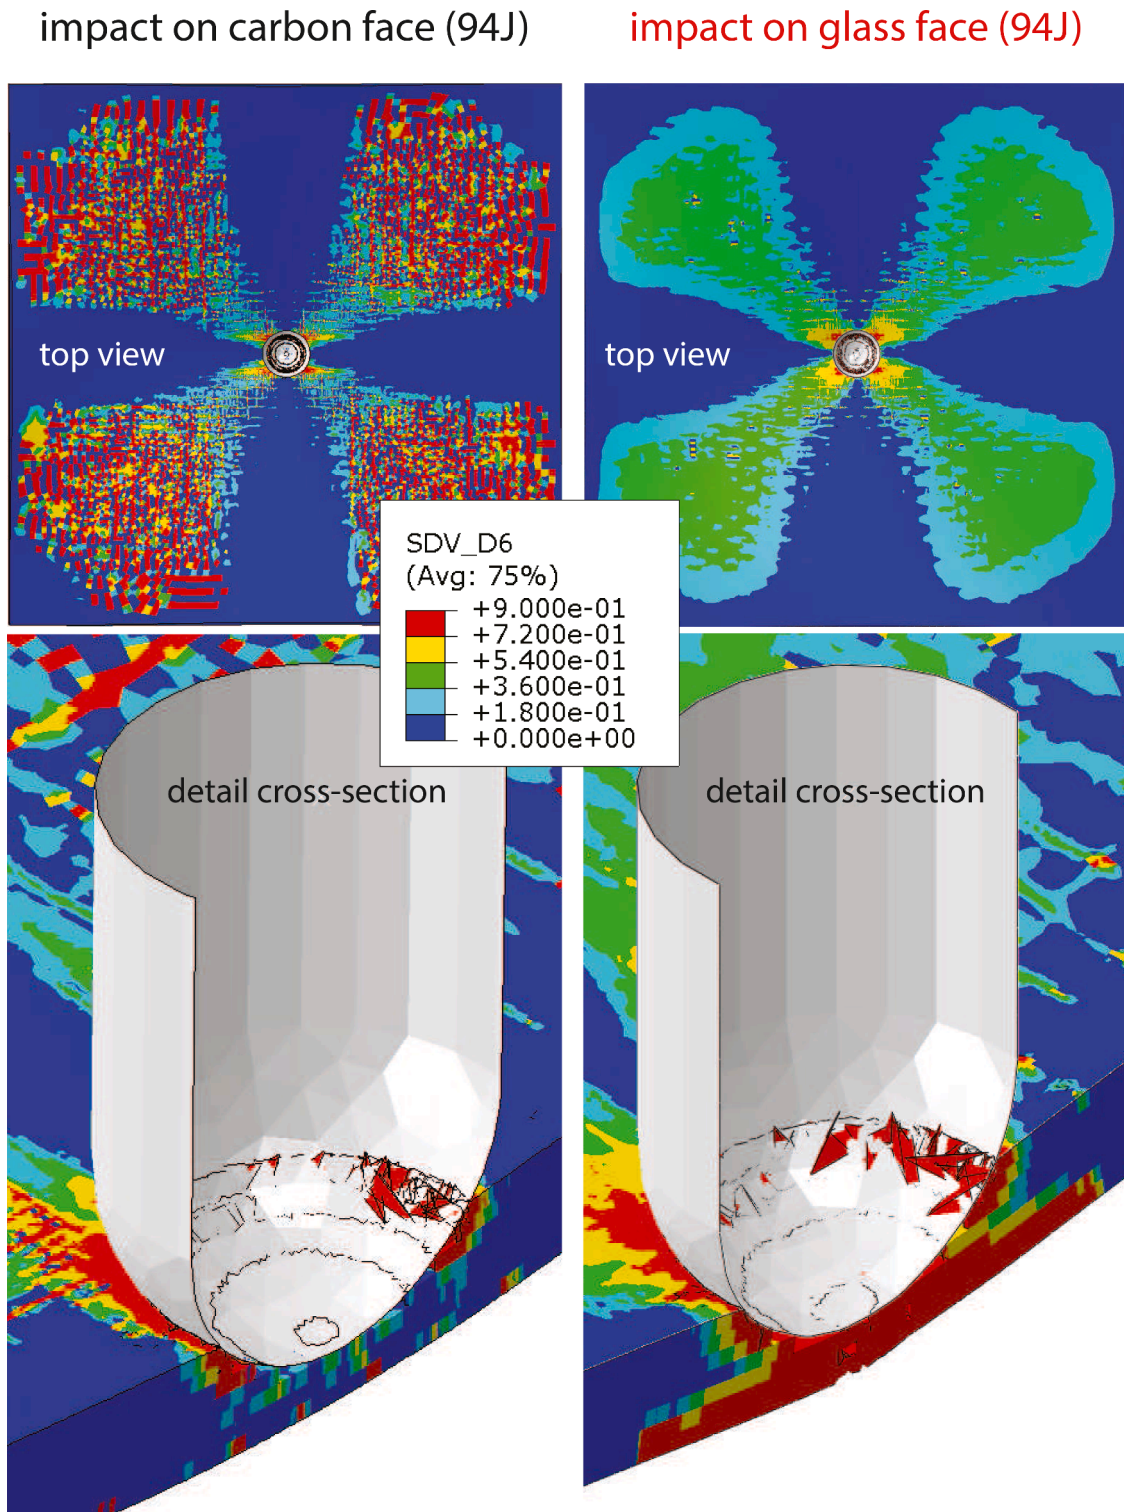 impact on carbon face (94J)
impact on glass face (94J)
top view
top view
SDV_D6
(Avg: 75%)
+9.000e-01
+7.200e-01
+5.400e-01
+3.600e-01
+1.800e-01
+0.000e+00
detail cross-section
detail cross-section